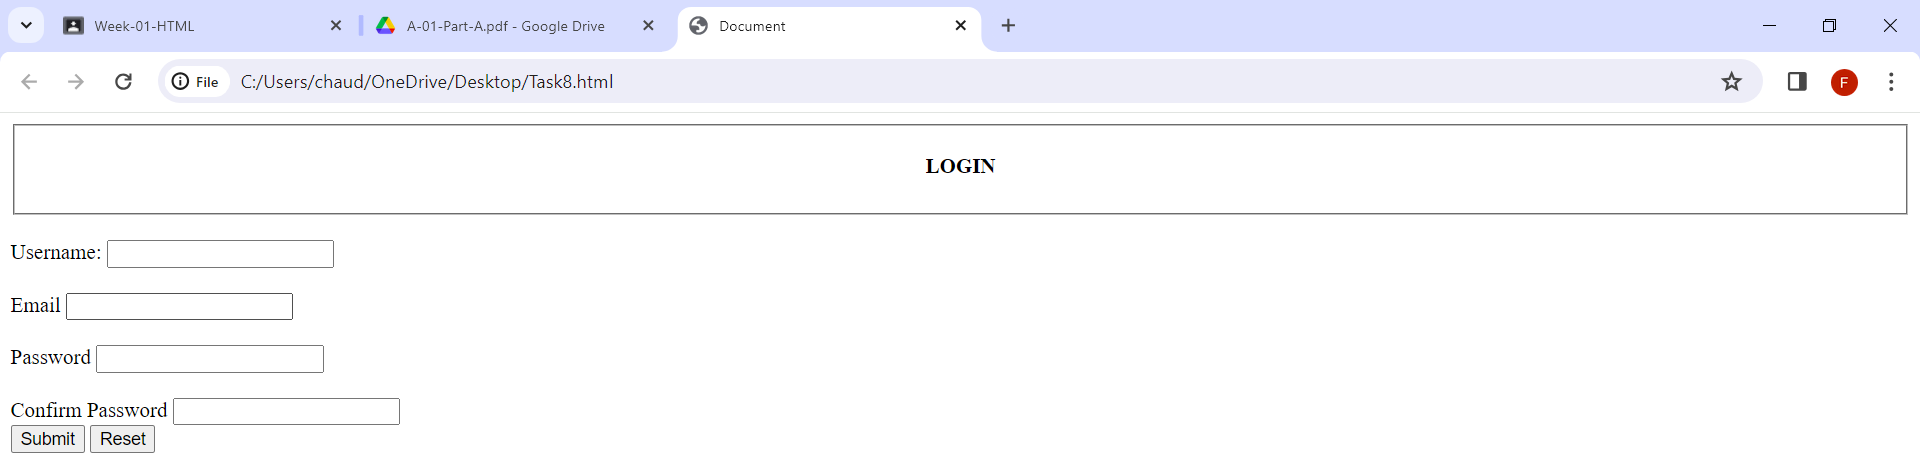 Week-01-HTML
A-01-Part-A.pdf - Google Drive
Document
File
C:/Users/chaud/OneDrive/Desktop/Task8.html
F
LOGIN
Username:
Email
Password
Confirm Password
Submit Reset